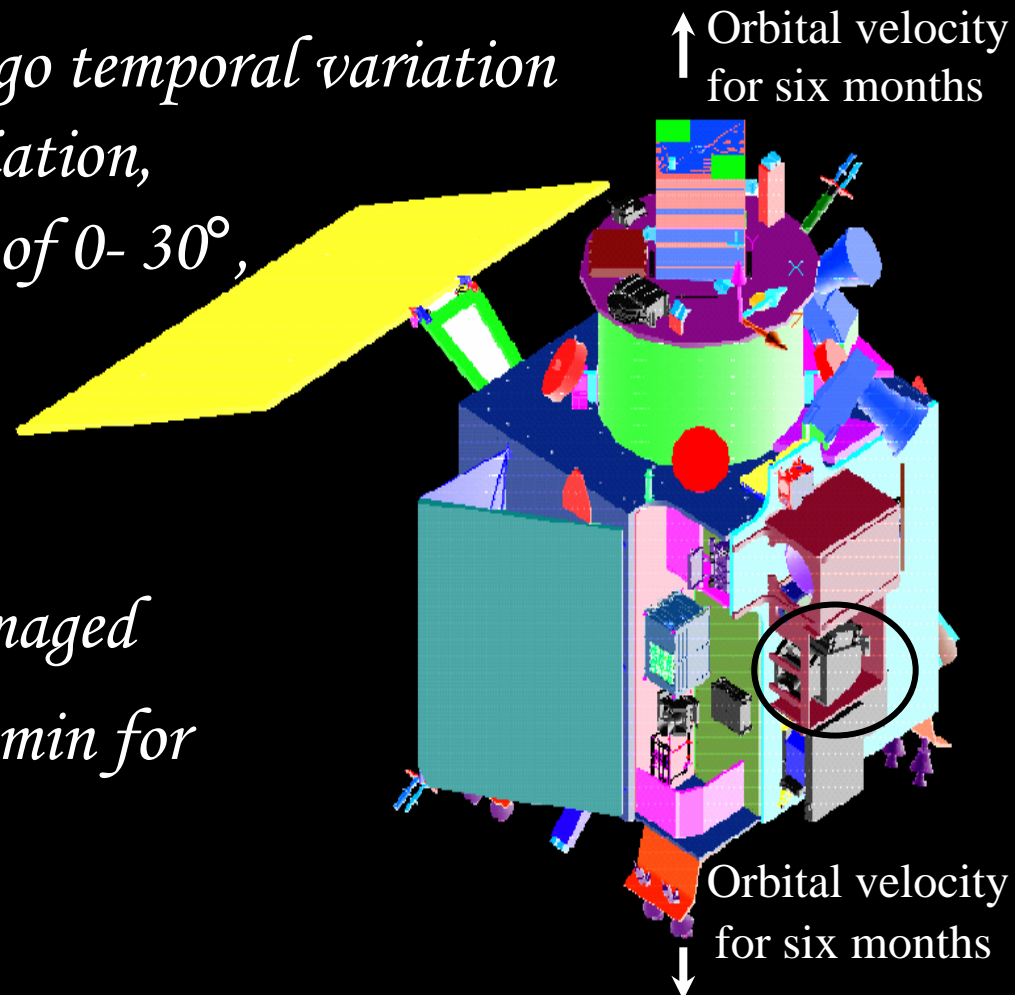 Orbital velocity
for six months
go temporal variation
iation,
of 0- 30°,
naged
min for
Orbital velocity
for six months